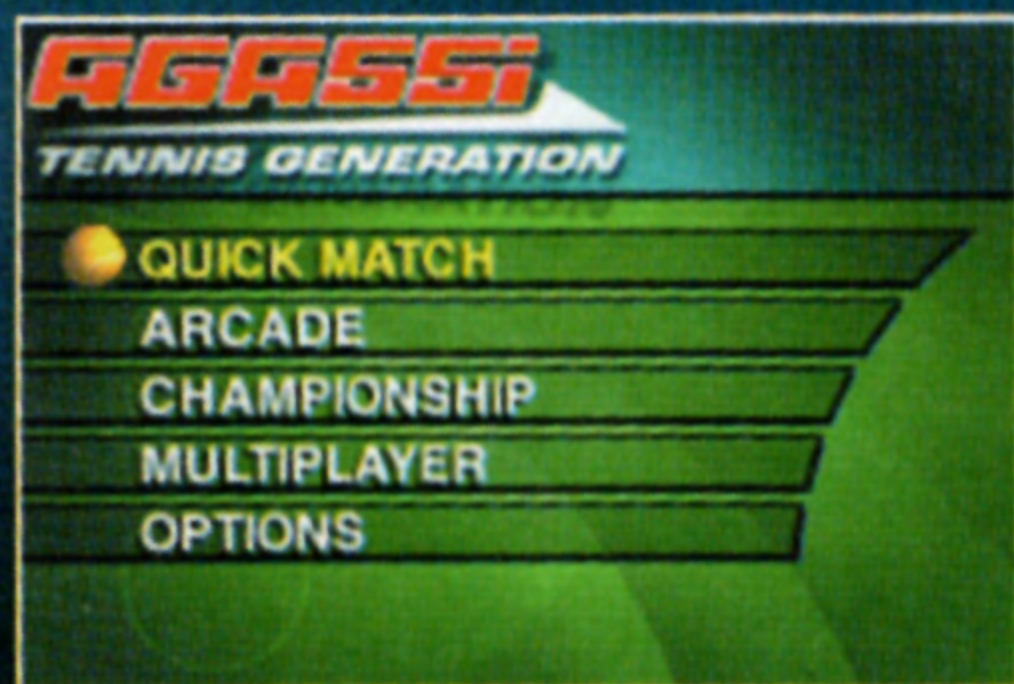 AGASSI
TENNIS GENERATION
QUICK MATCH
ARCADE
CHAMPIONSHIP
MULTIPLAYER
OPTIONS